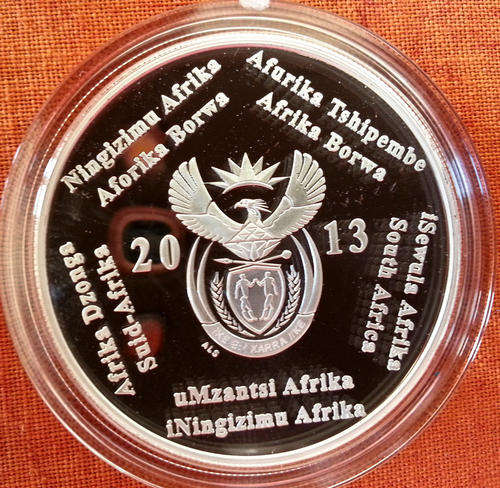 Ningizimu Afrika
Aforika Borwa
Afurika Tshipembe
Afrika Borwa
iSewula Afrika
South Africa
uMzantsi Afrika
iNingizimu Afrika
Afrika Dzonga
Suid-Afrika
20 13
!KE E: /XARRA //KE
ALS